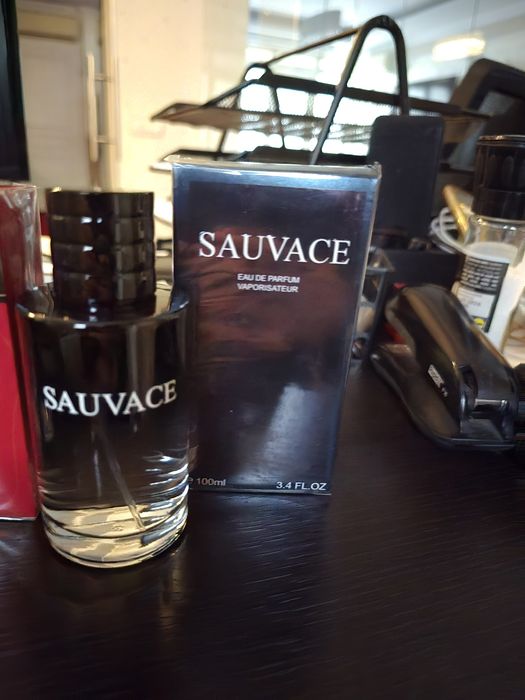 SAUVACE
EAU DE PARFUM
VAPORISATEUR
e 100ml 3.4 FL.OZ
SAUVACE